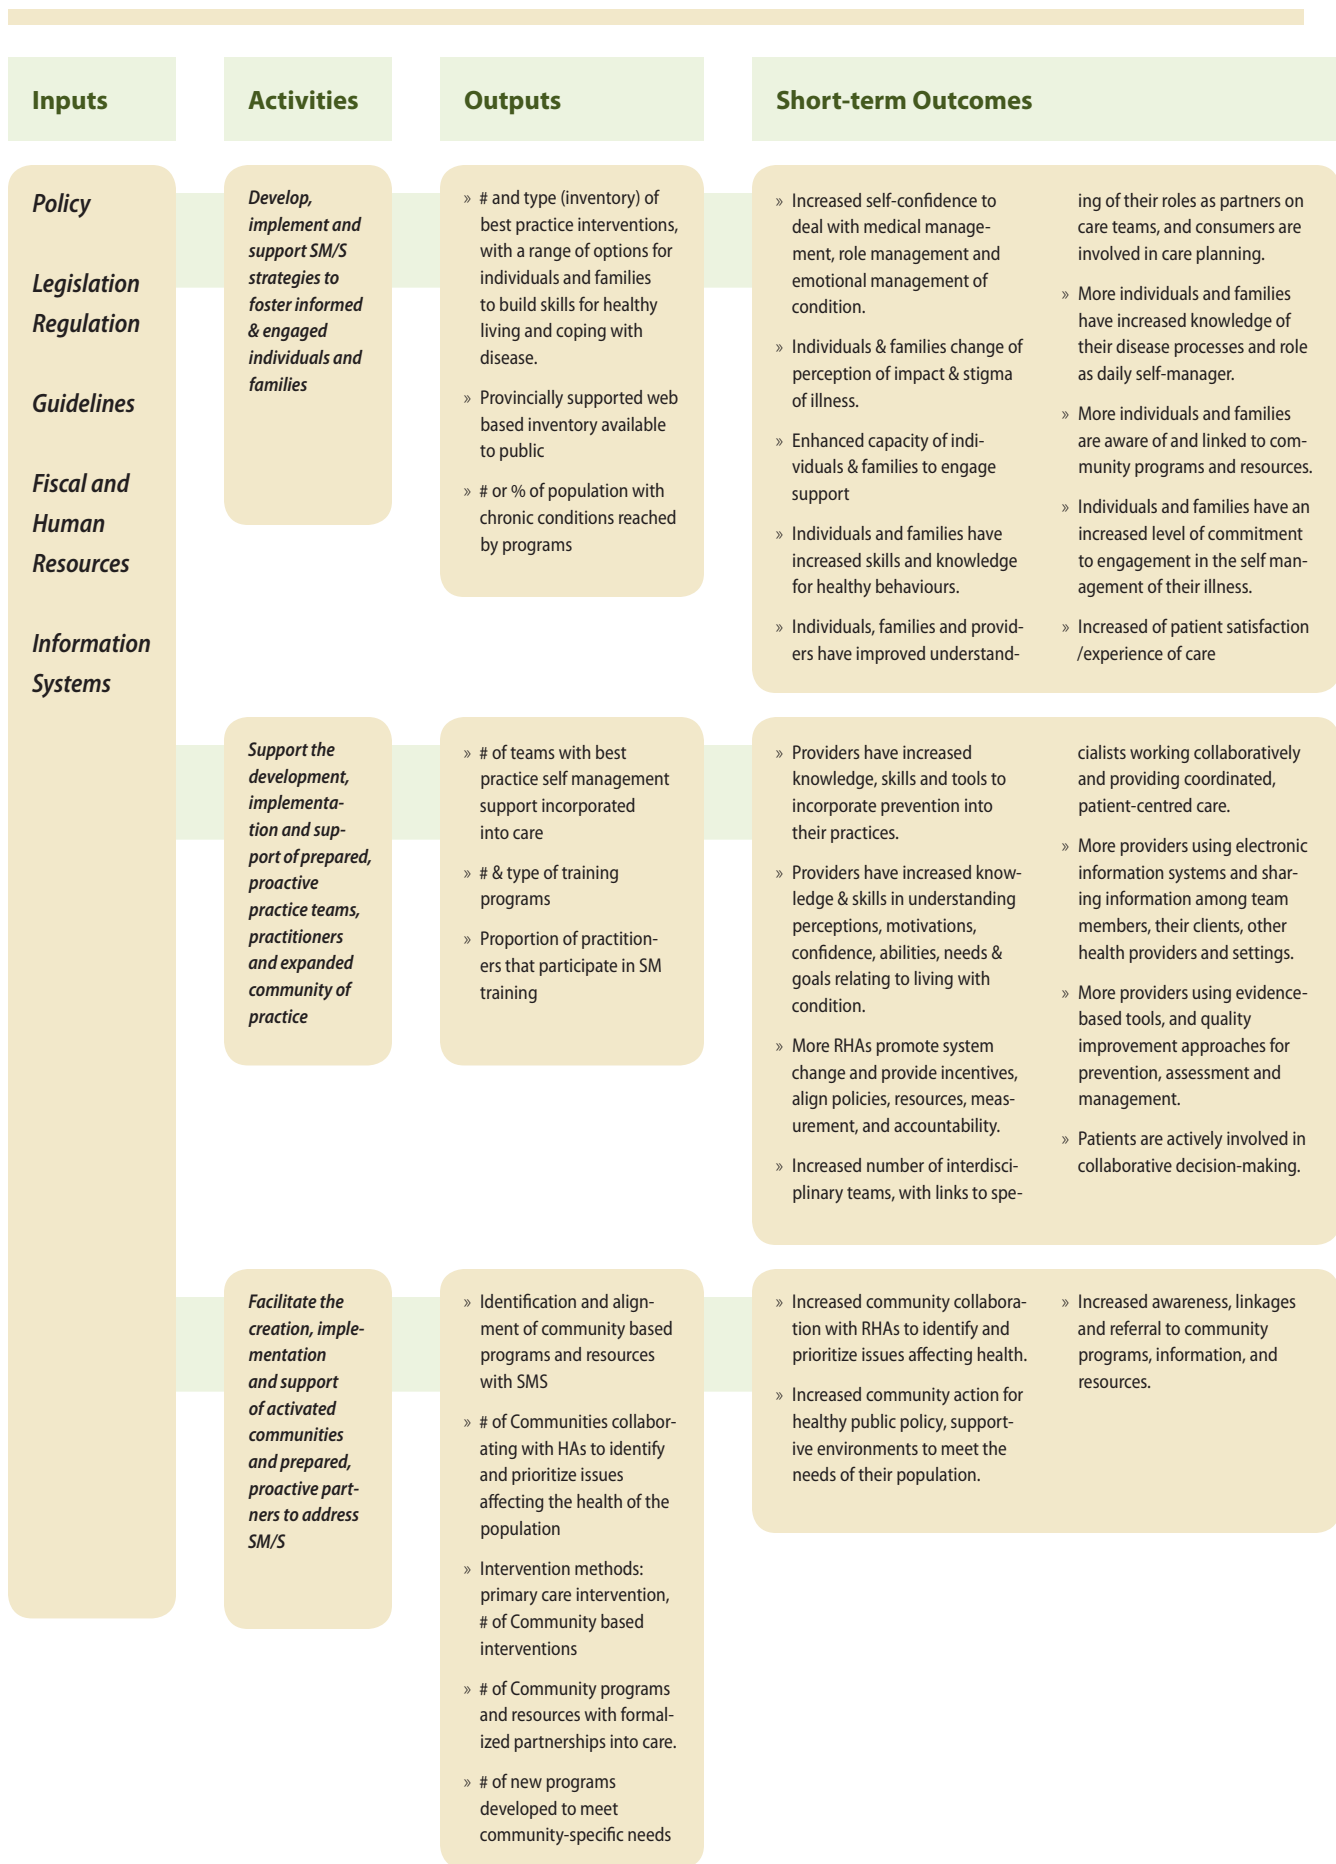 Inputs
Activities
Outputs
Short-term Outcomes
Policy
Legislation
Regulation
Guidelines
Fiscal and
Human
Resources
Information
Systems
Develop,
implement and
support SM/S
strategies to
foster informed
& engaged
individuals and
families
» # and type (inventory) of
best practice interventions,
with a range of options for
individuals and families
to build skills for healthy
living and coping with
disease.
» Provincially supported web
based inventory available
to public
» # or % of population with
chronic conditions reached
by programs
» Increased self-confidence to
deal with medical manage-
ment, role management and
emotional management of
condition.
» Individuals & families change of
perception of impact & stigma
of illness.
» Enhanced capacity of indi-
viduals & families to engage
support
» Individuals and families have
increased skills and knowledge
for healthy behaviours.
» Individuals, families and provid-
ers have improved understand-
ing of their roles as partners on
care teams, and consumers are
involved in care planning.
» More individuals and families
have increased knowledge of
their disease processes and role
as daily self-manager.
» More individuals and families
are aware of and linked to com-
munity programs and resources.
» Individuals and families have an
increased level of commitment
to engagement in the self man-
agement of their illness.
» Increased of patient satisfaction
/experience of care
Support the
development,
implementa-
tion and sup-
port of prepared,
proactive
practice teams,
practitioners
and expanded
community of
practice
» # of teams with best
practice self management
support incorporated
into care
» # & type of training
programs
» Proportion of practition-
ers that participate in SM
training
» Providers have increased
knowledge, skills and tools to
incorporate prevention into
their practices.
» Providers have increased know-
ledge & skills in understanding
perceptions, motivations,
confidence, abilities, needs &
goals relating to living with
condition.
» More RHAs promote system
change and provide incentives,
align policies, resources, meas-
urement, and accountability.
» Increased number of interdisci-
plinary teams, with links to spe-
cialists working collaboratively
and providing coordinated,
patient-centred care.
» More providers using electronic
information systems and shar-
ing information among team
members, their clients, other
health providers and settings.
» More providers using evidence-
based tools, and quality
improvement approaches for
prevention, assessment and
management.
» Patients are actively involved in
collaborative decision-making.
Facilitate the
creation, imple-
mentation
and support
of activated
communities
and prepared,
proactive part-
ners to address
SM/S
» Identification and align-
ment of community based
programs and resources
with SMS
» # of Communities collabor-
ating with HAs to identify
and prioritize issues
affecting the health of the
population
» Intervention methods:
primary care intervention,
# of Community based
interventions
» # of Community programs
and resources with formal-
ized partnerships into care.
» # of new programs
developed to meet
community-specific needs
» Increased community collabora-
tion with RHAs to identify and
prioritize issues affecting health.
» Increased community action for
healthy public policy, support-
ive environments to meet the
needs of their population.
» Increased awareness, linkages
and referral to community
programs, information, and
resources.